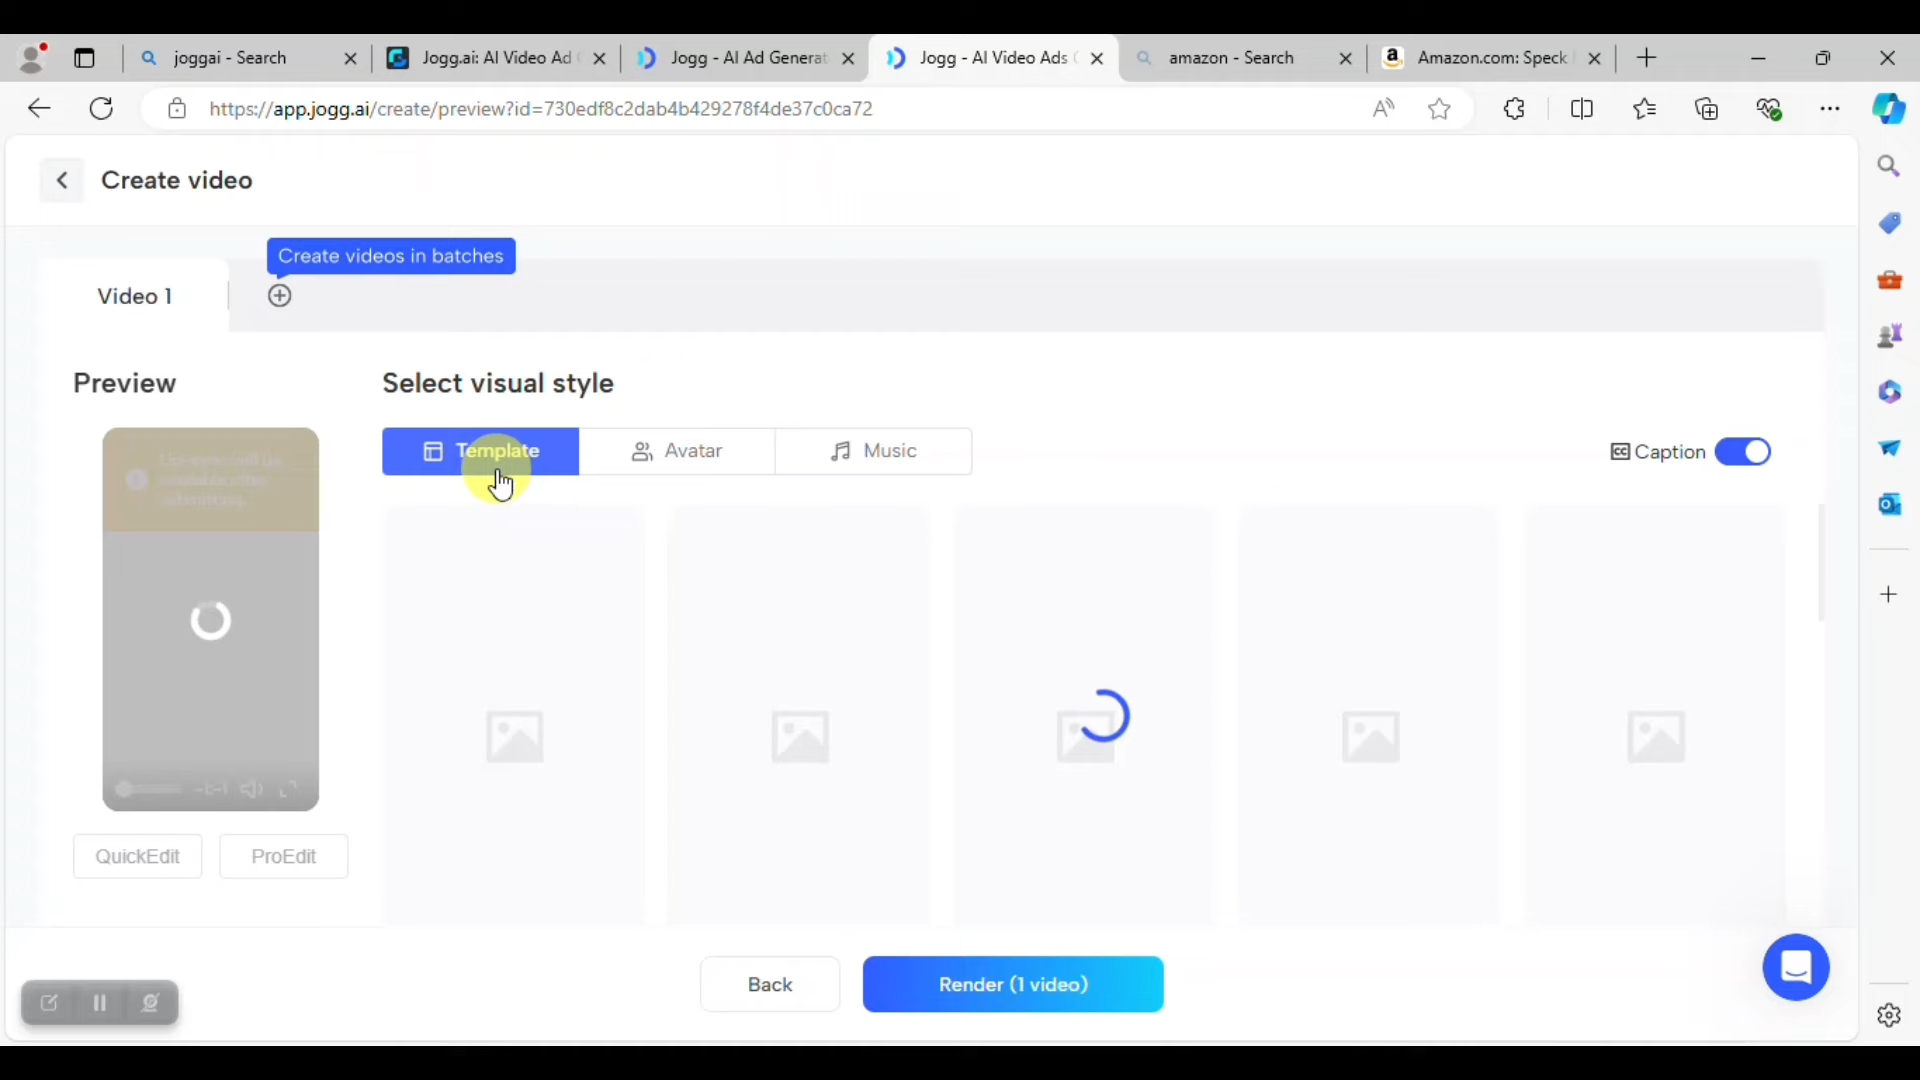 joggai - Search
Jogg.ai: AI Video Ad
Jogg - AI Ad Generat
Jogg - AI Video Ads
amazon - Search
Amazon.com: Speck
https://app.jogg.ai/create/preview?id=730edf8c2dab4b429278f4de37c0ca72
Create video
Create videos in batches
Video 1
Preview
Select visual style
Template
Avatar
Music
CC Caption
QuickEdit
ProEdit
Back
Render (1 video)